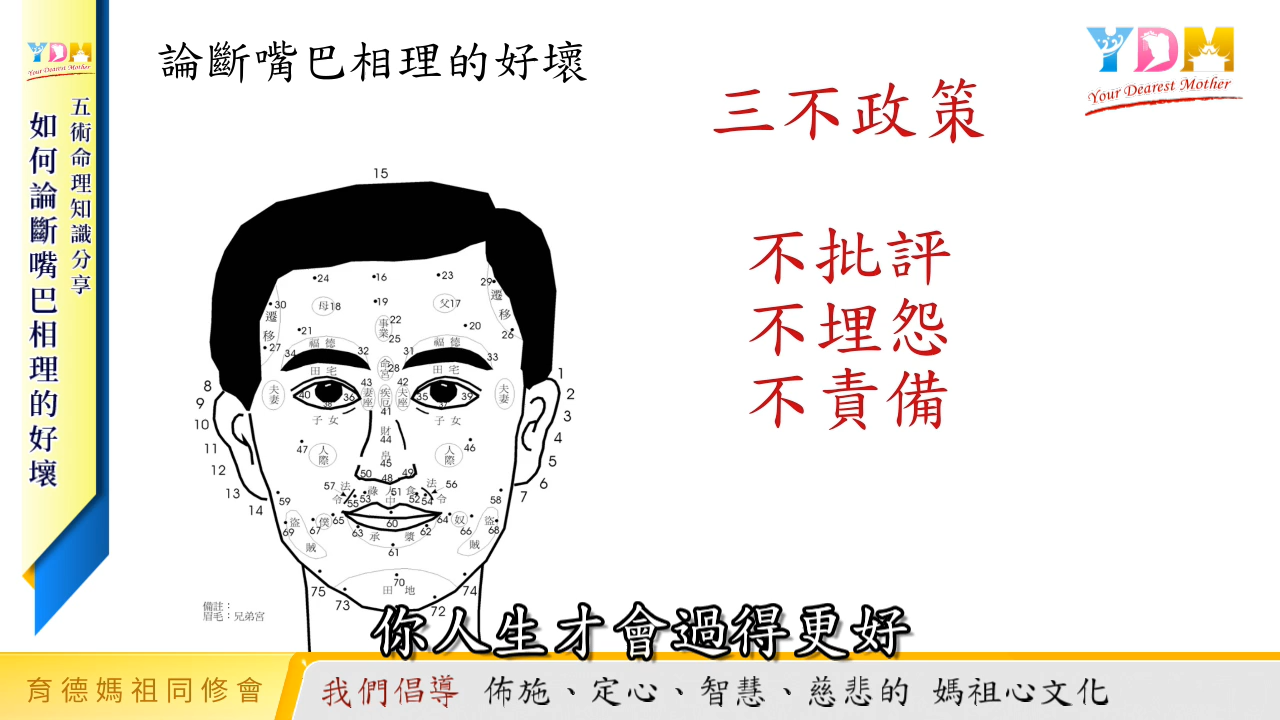 YDM
Your Dearest Mother
五術命理知識分享
如何論斷嘴巴相理的好壞
論斷嘴巴相理的好壞
三不政策
不批評
不埋怨
不責備
YDM
Your Dearest Mother
15
24
16
23
29
30
母18
19
父17
遷移
遷移
事業
22
21
20
25
26
27
福德
福德
34
32
31
33
命宮
28
田宅
田宅
8
9
10
11
12
13
14
1
2
3
4
5
6
7
夫妻
43
42
夫妻
40
38
36
妻座
疾厄
夫座
35
37
39
41
子女
子女
財帛
44
45
47
46
人際
人際
50
48
49
57
法令
祿
人中
51
食
法令
56
55
53
52
54
59
58
盜賊
僕
65
60
64
奴
盜賊
69
67
63
承漿
62
66
68
61
70
田地
75
74
73
72
備註：
眉毛：兄弟宮
你人生才會過得更好
育德媽祖同修會
我們倡導 佈施、定心、智慧、慈悲的 媽祖心文化